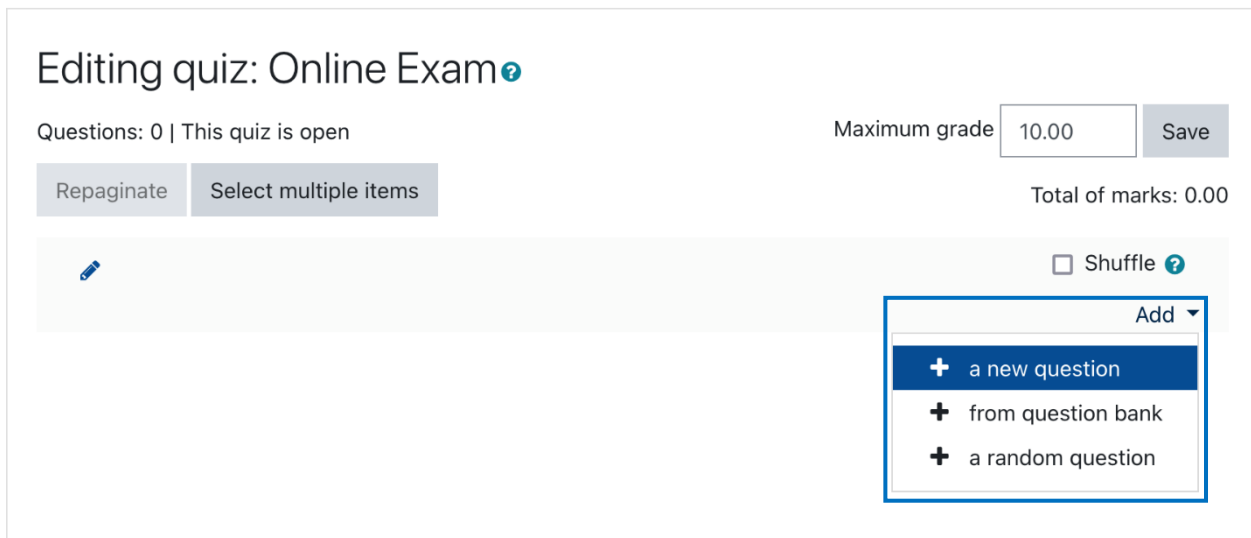 Editing quiz: Online Exam
Questions: 0 | This quiz is open
Maximum grade 10.00 Save
Repaginate Select multiple items
Total of marks: 0.00
Shuffle
Add
a new question
from question bank
a random question